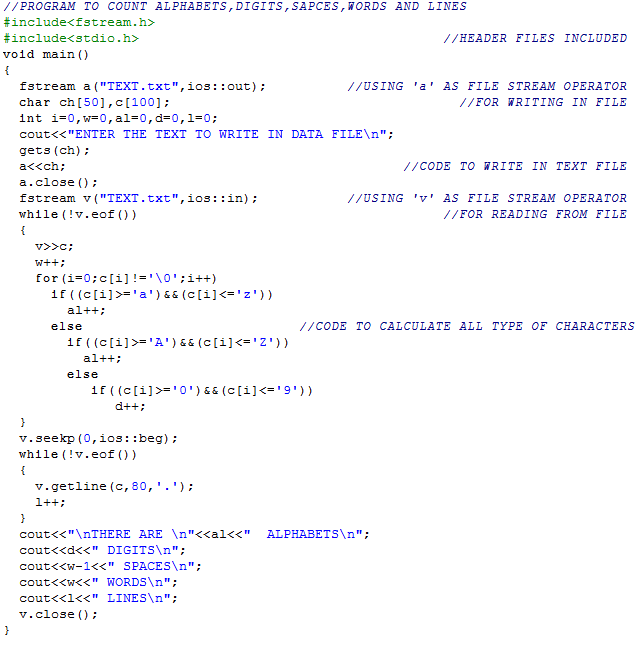 //PROGRAM TO COUNT ALPHABETS,DIGITS,SAPCES,WORDS AND LINES
#include<fstream.h>
#include<stdio.h> //HEADER FILES INCLUDED
void main()
{
fstream a("TEXT.txt",ios::out); //USING 'a' AS FILE STREAM OPERATOR
char ch[50],c[100]; //FOR WRITING IN FILE
int i=0,w=0,al=0,d=0,l=0;
cout<<"ENTER THE TEXT TO WRITE IN DATA FILE\n";
gets(ch);
a<<ch; //CODE TO WRITE IN TEXT FILE
a.close();
fstream v("TEXT.txt",ios::in); //USING 'v' AS FILE STREAM OPERATOR
while(!v.eof()) //FOR READING FROM FILE
{
v>>c;
w++;
for(i=0;c[i]!='\0';i++)
if((c[i]>='a')&&(c[i]<='z'))
al++;
else //CODE TO CALCULATE ALL TYPE OF CHARACTERS
if((c[i]>='A')&&(c[i]<='Z'))
al++;
else
if((c[i]>='0')&&(c[i]<='9'))
d++;
}
v.seekp(0,ios::beg);
while(!v.eof())
{
v.getline(c,80,'.');
l++;
}
cout<<"\nTHERE ARE \n"<<al<<"  ALPHABETS\n";
cout<<d<<" DIGITS\n";
cout<<w-1<<" SPACES\n";
cout<<w<<" WORDS\n";
cout<<l<<" LINES\n";
v.close();
}